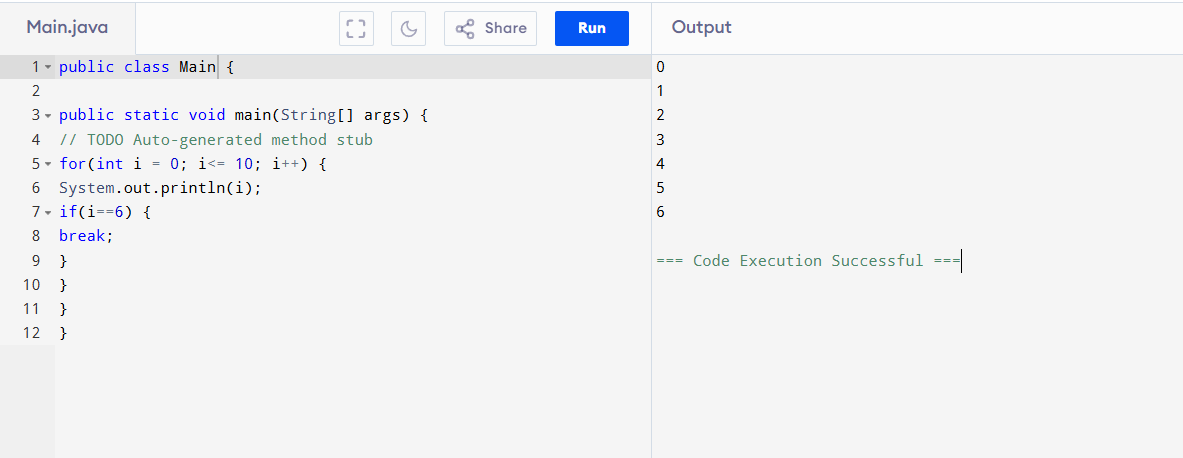 Main.java
Share
Run
Output
1 public class Main {
2
3 public static void main(String[] args) {
4 // TODO Auto-generated method stub
5 for(int i = 0; i<= 10; i++) {
6 System.out.println(i);
7 if(i==6) {
8 break;
9 }
10 }
11 }
12 }
0
1
2
3
4
5
6
=== Code Execution Successful ===